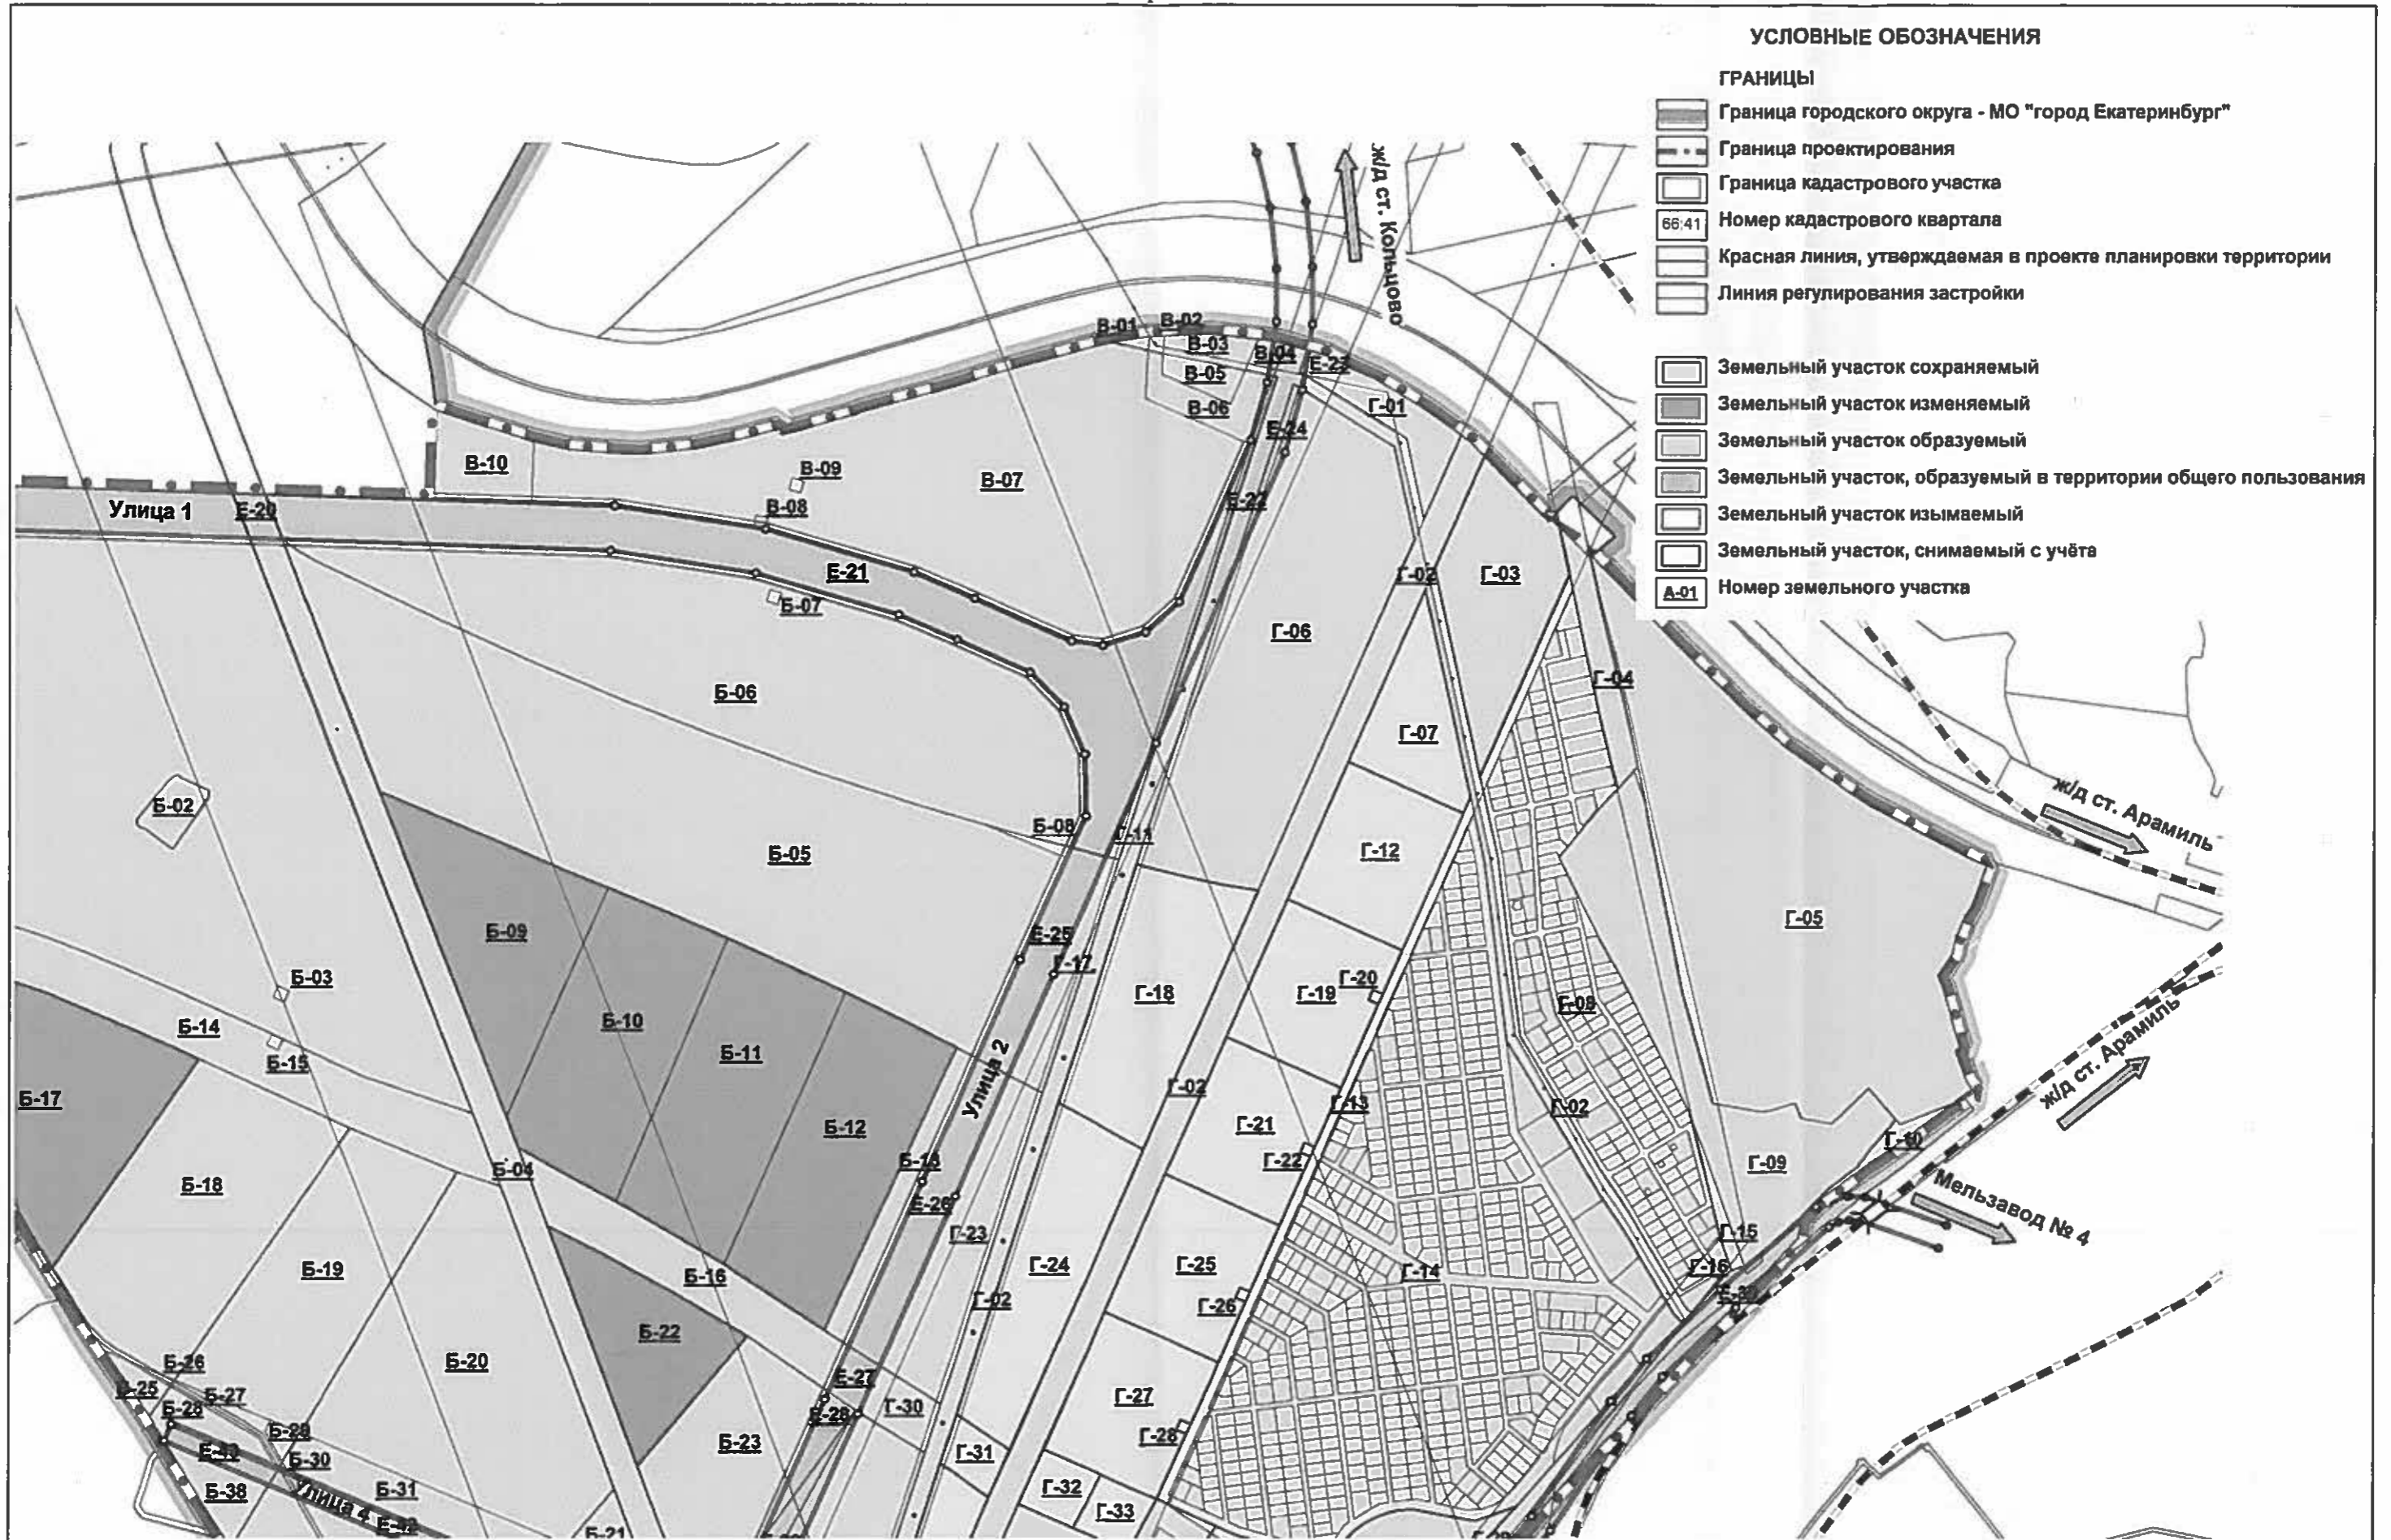 УСЛОВНЫЕ ОБОЗНАЧЕНИЯ
ГРАНИЦЫ
Граница городского округа - МО "город Екатеринбург"
Граница проектирования
Граница кадастрового участка
66:41 Номер кадастрового квартала
Красная линия, утверждаемая в проекте планировки территории
Линия регулирования застройки
Земельный участок сохраняемый
Земельный участок изменяемый
Земельный участок образуемый
Земельный участок, образуемый в территории общего пользования
Земельный участок изымаемый
Земельный участок, снимаемый с учёта
А-01 Номер земельного участка
ж/д ст. Кольцово
В-01
В-02
В-03
В-04
В-05
В-06
Е-23
Г-01
Е-24
В-10
В-09
В-07
В-08
Е-22
Улица 1
Е-20
Е-21
Б-07
Г-02
Г-03
Г-06
Б-06
Г-04
Г-07
Б-02
Б-08
Г-11
Б-05
Г-12
ж/д ст. Арамиль
Б-09
Е-25
Г-17
Г-05
Б-03
Г-18
Г-19
Г-20
Г-08
Б-14
Б-10
Б-15
Б-11
Улица 2
ж/д ст. Арамиль
Б-17
Г-02
Г-13
Г-02
Б-12
Г-21
Г-22
Г-10
Б-04
Б-13
Г-09
Б-18
Е-26
Мельзавод № 4
Г-23
Г-15
Б-19
Б-16
Г-24
Г-25
Г-14
Г-16
Г-02
Г-26
Б-22
Б-26
Б-20
Е-27
Б-27
Г-27
Б-28
Е-28
Г-30
Г-28
Б-29
Б-23
Г-31
Б-30
Б-38
Б-31
Улица 4
Г-32
Г-33
Б-21